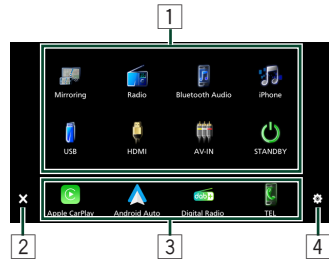 1
Mirroring Radio Bluetooth Audio iPhone
USB HDMI AV-IN STANDBY
dab+
Apple CarPlay Android Auto Digital Radio TEL
2 3 4